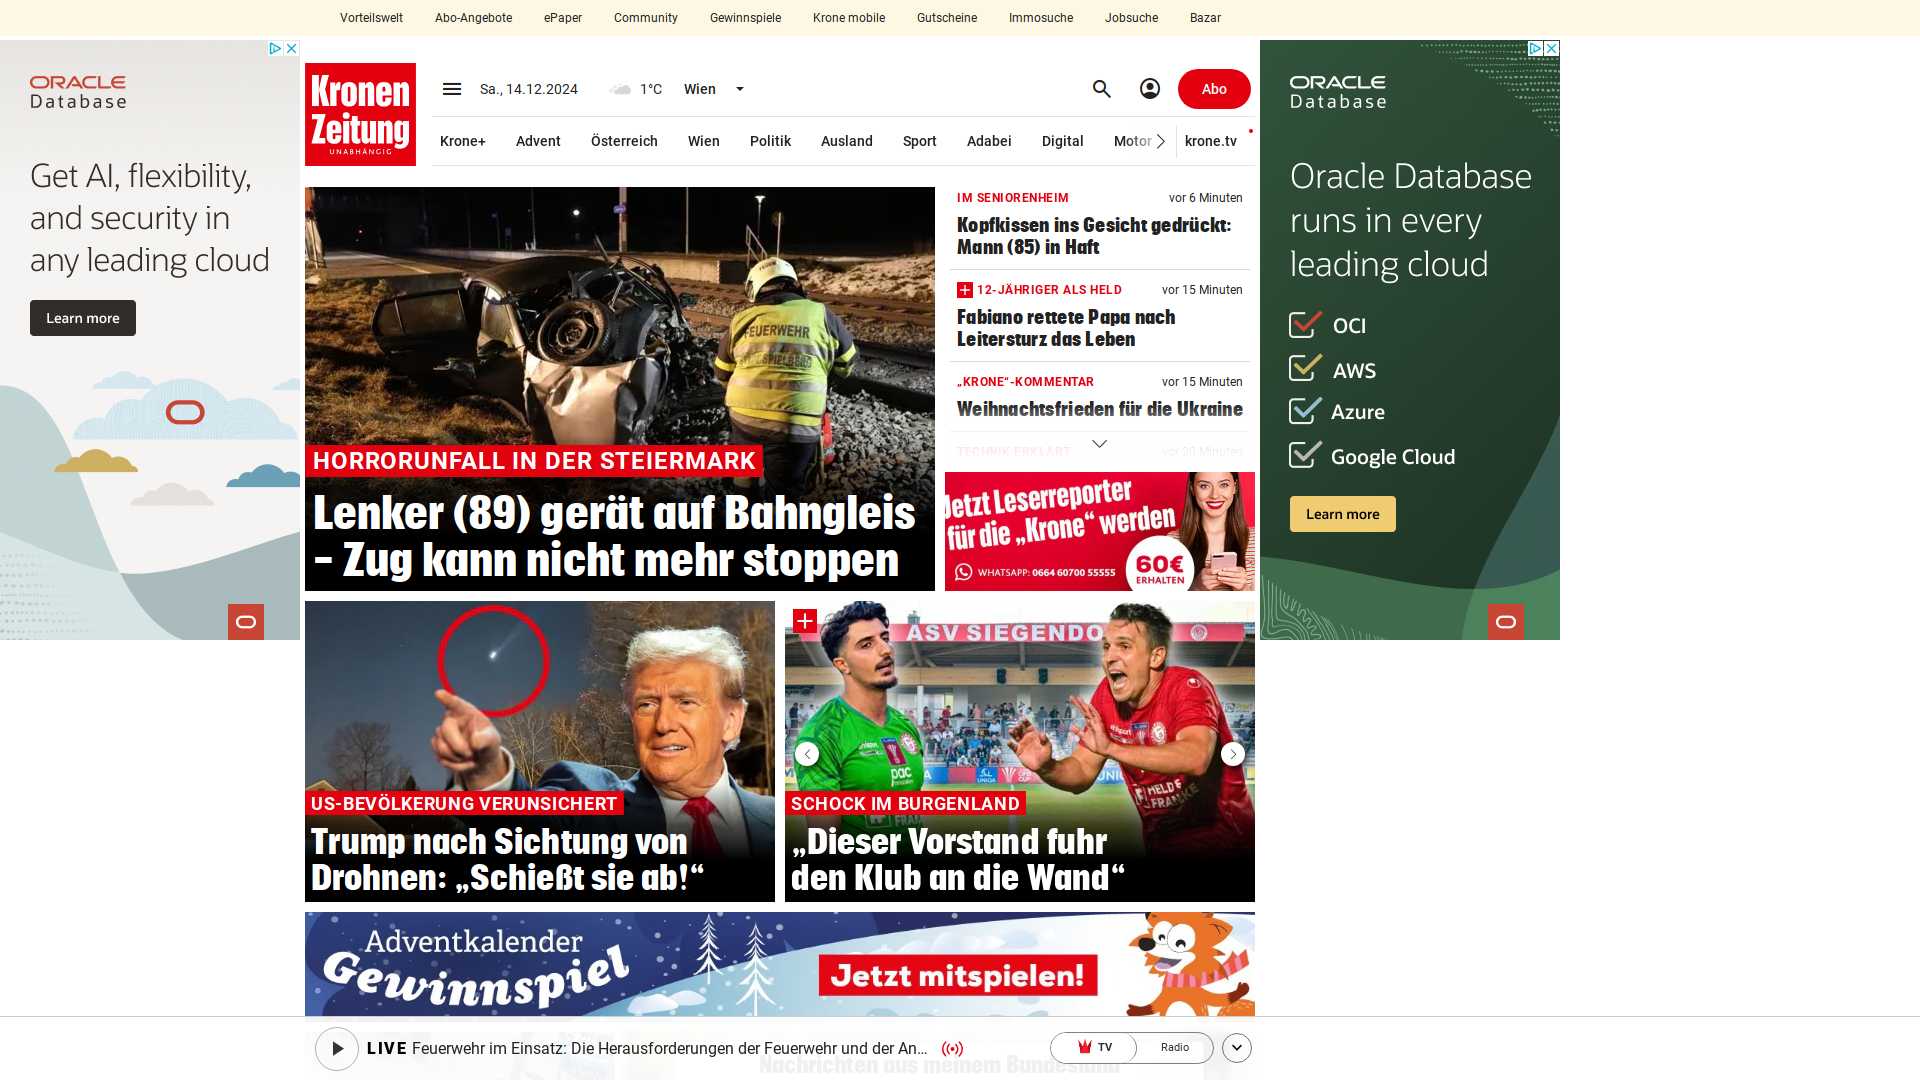 Vorteilswelt Abo-Angebote ePaper Community Gewinnspiele Krone mobile Gutscheine Immosuche Jobsuche Bazar
ORACLE
Database
Get AI, flexibility,
and security in
any leading cloud
Learn more
Kronen
Zeitung
UNABHÄNGIG
Sa., 14.12.2024 1°C Wien
Abo
Krone+ Advent Österreich Wien Politik Ausland Sport Adabei Digital Motor krone.tv
FEUERWEHR
HORRORUNFALL IN DER STEIERMARK
Lenker (89) gerät auf Bahngleis
– Zug kann nicht mehr stoppen
IM SENIORENHEIM vor 6 Minuten
Kopfkissen ins Gesicht gedrückt:
Mann (85) in Haft
12-JÄHRIGER ALS HELD vor 15 Minuten
Fabiano rettete Papa nach
Leitersturz das Leben
„KRONE“-KOMMENTAR vor 15 Minuten
Weihnachtsfrieden für die Ukraine
TECHNIK ERKLÄRT vor 20 Minuten
Jetzt Leserreporter
für die „Krone“ werden
WHATSAPP: 0664 60700 55555
60€
ERHALTEN
ORACLE
Database
Oracle Database
runs in every
leading cloud
OCI
AWS
Azure
Google Cloud
Learn more
US-BEVÖLKERUNG VERUNSICHERT
Trump nach Sichtung von
Drohnen: „Schießt sie ab!“
ASV SIEGENDO
pac
SCHOCK IM BURGENLAND
„Dieser Vorstand fuhr
den Klub an die Wand“
Adventkalender
Gewinnspiel
Jetzt mitspielen!
LIVE Feuerwehr im Einsatz: Die Herausforderungen der Feuerwehr und der An...
TV Radio
Nachrichten aus meinem Bundesland